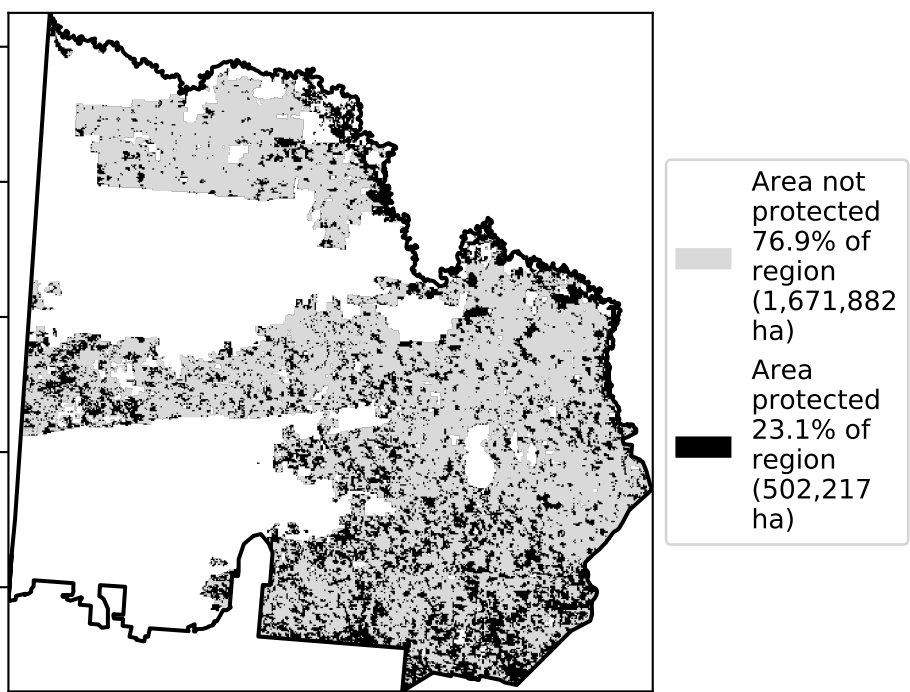 Area not
protected
76.9% of
region
(1,671,882
ha)
Area
protected
23.1% of
region
(502,217
ha)